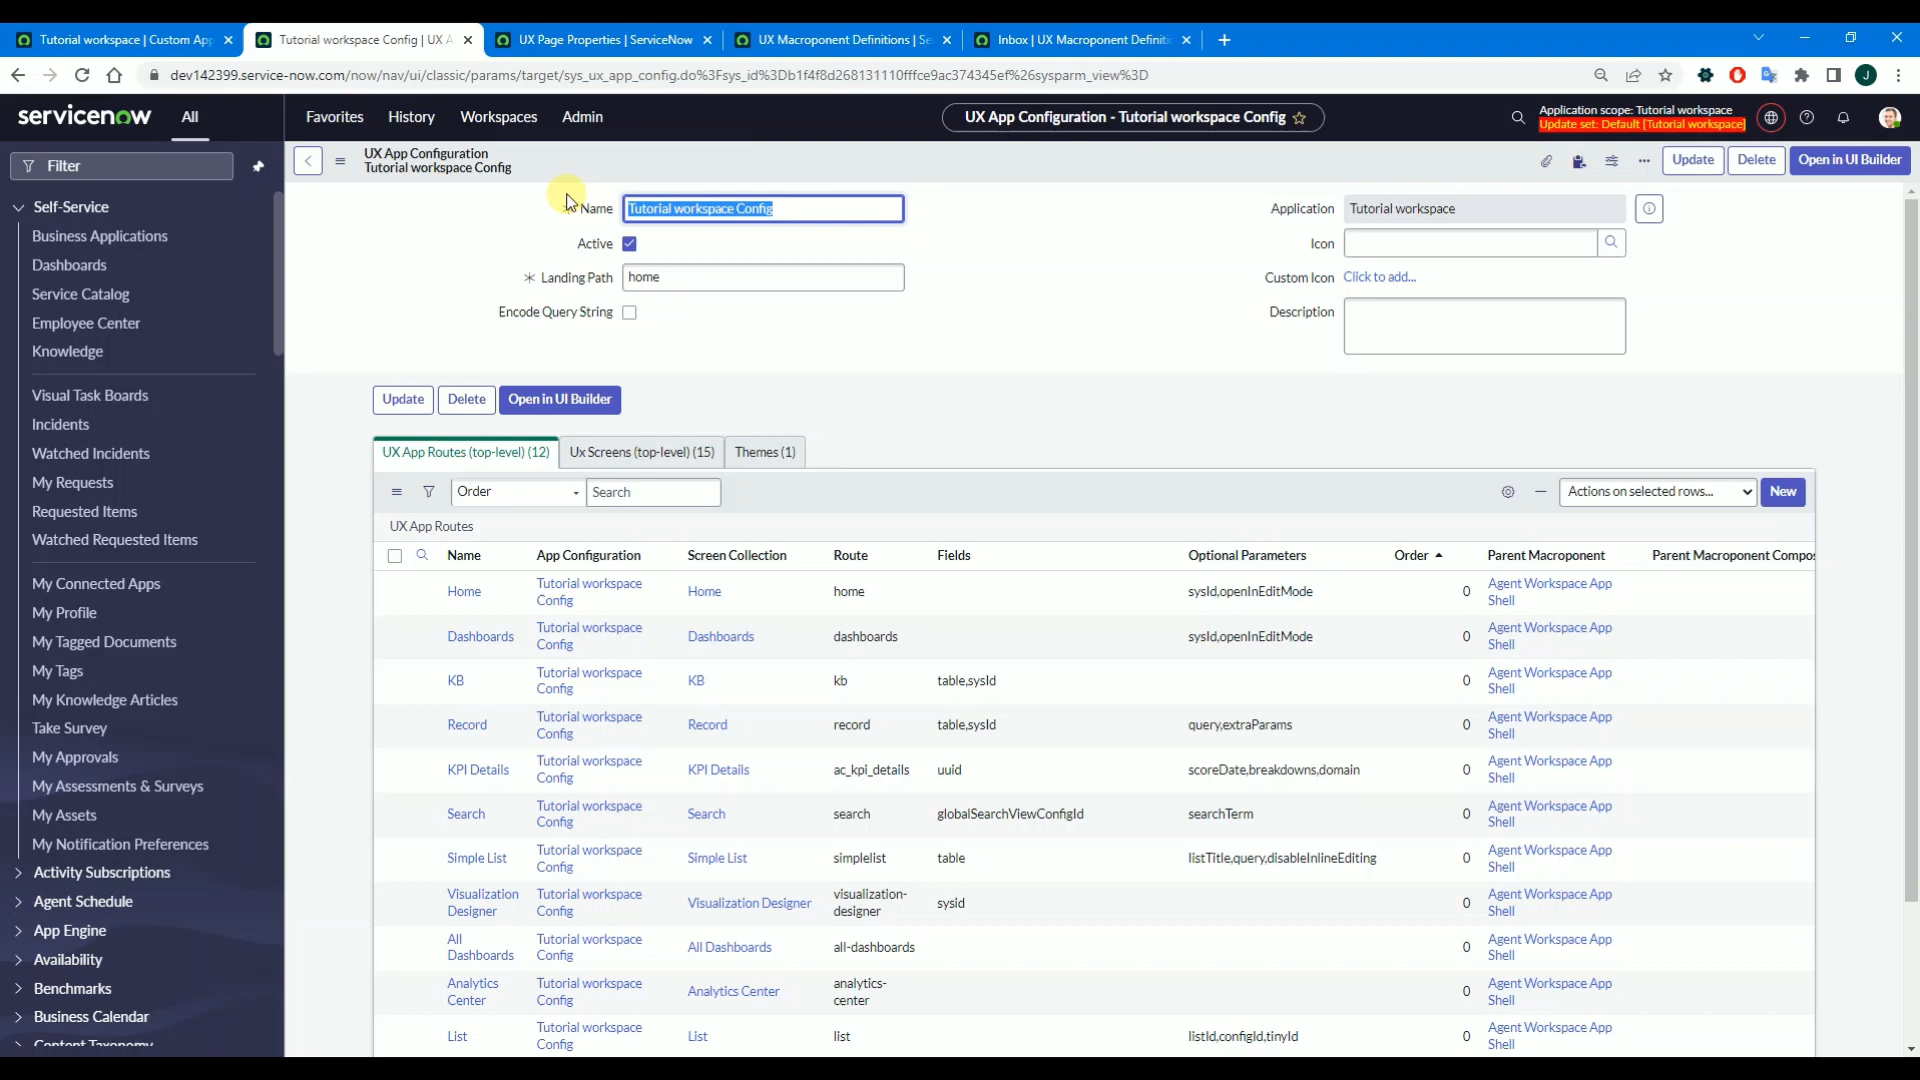 Tutorial workspace | Custom App
Tutorial workspace Config | UX A
UX Page Properties | ServiceNow
UX Macroponent Definitions | Se
Inbox | UX Macroponent Definiti
dev142399.service-now.com/now/nav/ui/classic/params/target/sys_ux_app_config.do%3Fsys_id%3Db1f4f8d268131110fffce9ac374345ef%26sysparm_view%3D
J
servicenow
All
Favorites
History
Workspaces
Admin
UX App Configuration - Tutorial workspace Config
Application scope: Tutorial workspace
Update set: Default [Tutorial workspace]
Filter
UX App Configuration
Tutorial workspace Config
Update
Delete
Open in UI Builder
Self-Service
Business Applications
Dashboards
Service Catalog
Employee Center
Knowledge
Visual Task Boards
Incidents
Watched Incidents
My Requests
Requested Items
Watched Requested Items
My Connected Apps
My Profile
My Tagged Documents
My Tags
My Knowledge Articles
Take Survey
My Approvals
My Assessments & Surveys
My Assets
My Notification Preferences
Activity Subscriptions
Agent Schedule
App Engine
Availability
Benchmarks
Business Calendar
Content Taxonomy
Name
Tutorial workspace Config
Active
Landing Path
home
Encode Query String
Application
Tutorial workspace
Icon
Custom Icon
Click to add...
Description
Update
Delete
Open in UI Builder
UX App Routes (top-level) (12)
Ux Screens (top-level) (15)
Themes (1)
Order
Search
Actions on selected rows...
New
UX App Routes
Name App Configuration Screen Collection Route Fields Optional Parameters Order Parent Macroponent Parent Macroponent Compos
Home Tutorial workspace Config Home home sysId,openInEditMode 0 Agent Workspace App Shell
Dashboards Tutorial workspace Config Dashboards dashboards sysId,openInEditMode 0 Agent Workspace App Shell
KB Tutorial workspace Config KB kb table,sysId 0 Agent Workspace App Shell
Record Tutorial workspace Config Record record table,sysId query,extraParams 0 Agent Workspace App Shell
KPI Details Tutorial workspace Config KPI Details ac_kpi_details uuid scoreDate,breakdowns,domain 0 Agent Workspace App Shell
Search Tutorial workspace Config Search search globalSearchViewConfigId searchTerm 0 Agent Workspace App Shell
Simple List Tutorial workspace Config Simple List simplelist table listTitle,query,disableInlineEditing 0 Agent Workspace App Shell
Visualization Designer Tutorial workspace Config Visualization Designer visualization-designer sysid 0 Agent Workspace App Shell
All Dashboards Tutorial workspace Config All Dashboards all-dashboards 0 Agent Workspace App Shell
Analytics Center Tutorial workspace Config Analytics Center analytics-center 0 Agent Workspace App Shell
List Tutorial workspace Config List list listId,configId,tinyId 0 Agent Workspace App Shell